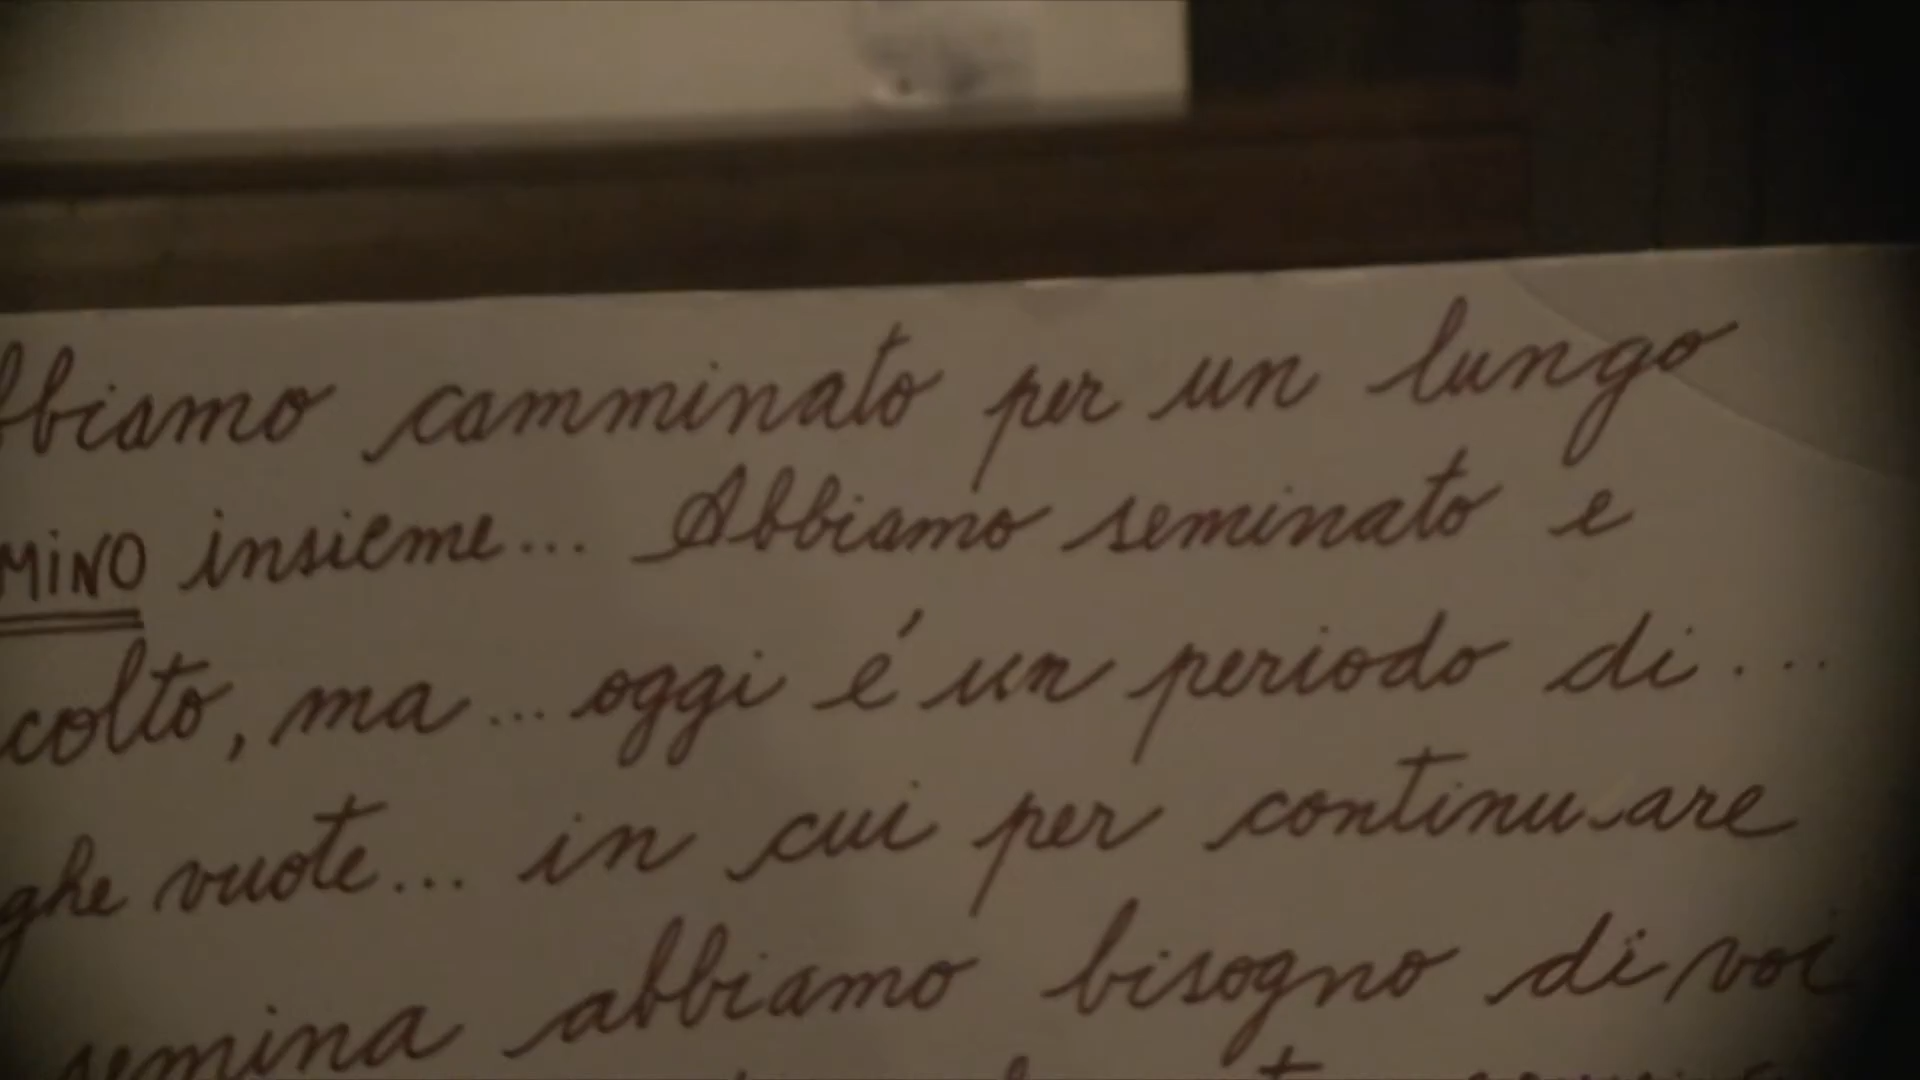 bbiamo camminato per un lungo
MINO insieme... Abbiamo seminato e
colto, ma... oggi é un periodo di...
ghe vuote... in cui per continuare
semina abbiamo bisogno di voi